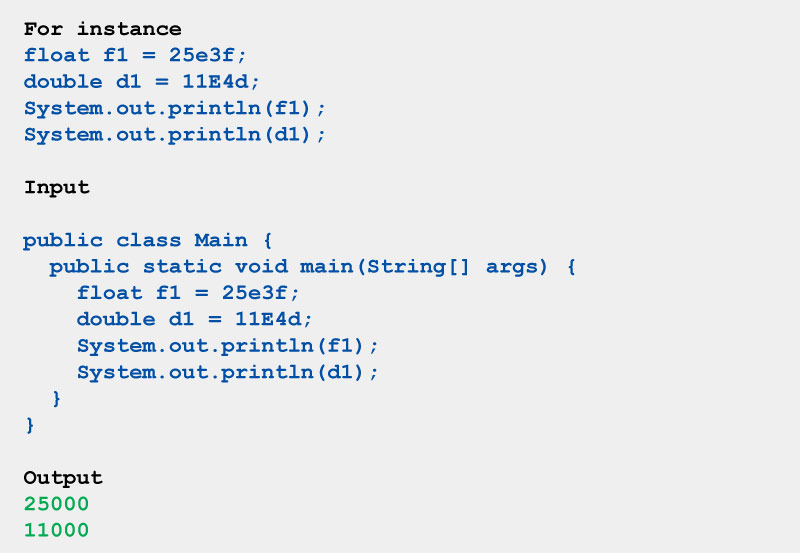 For instance
float f1 = 25e3f;
double d1 = 11E4d;
System.out.println(f1);
System.out.println(d1);
Input
public class Main {
public static void main(String[] args) {
float f1 = 25e3f;
double d1 = 11E4d;
System.out.println(f1);
System.out.println(d1);
}
}
Output
25000
11000